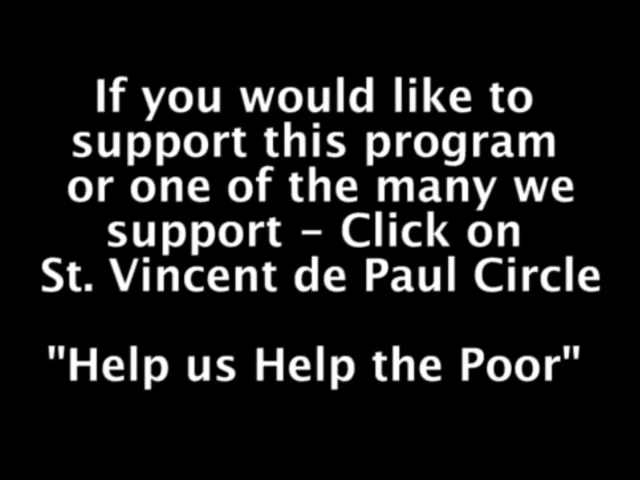 If you would like to
support this program
or one of the many we
support - Click on
St. Vincent de Paul Circle
"Help us Help the Poor"